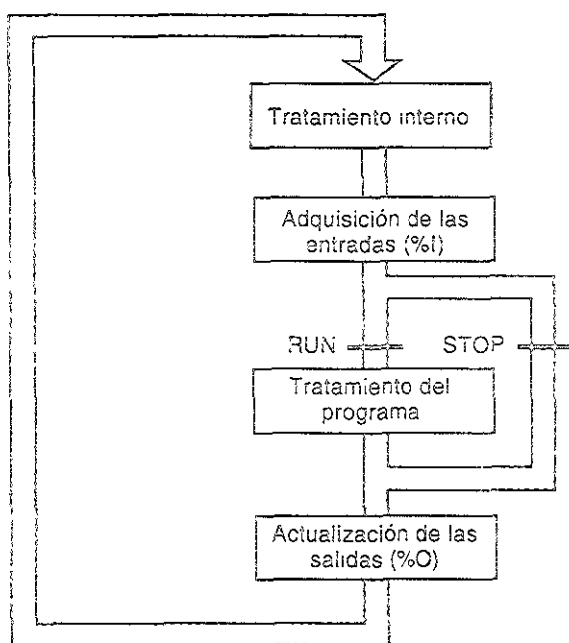 Tratamiento interno
Adquisición de las
entradas (%I)
RUN STOP
Tratamiento del
programa
Actualización de las
salidas (%O)